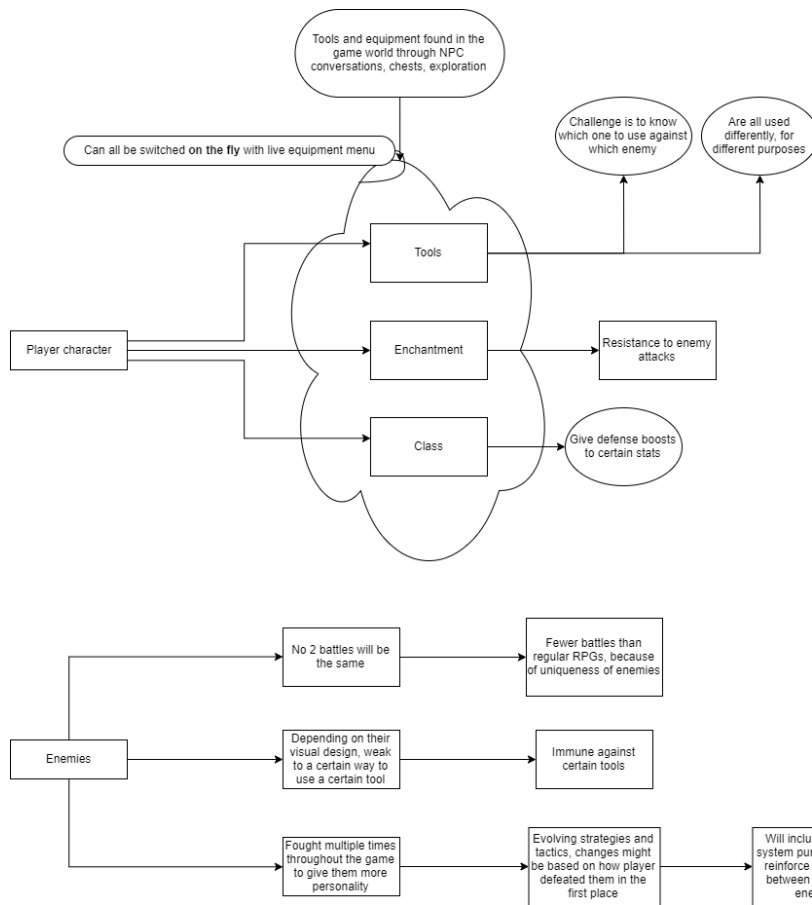 Tools and equipment found in the
game world through NPC
conversations, chests, exploration
Can all be switched on the fly with live equipment menu
Challenge is to know
which one to use against
which enemy
Are all used
differently, for
different purposes
Tools
Player character
Enchantment
Resistance to enemy
attacks
Class
Give defense boosts
to certain stats
No 2 battles will be
the same
Fewer battles than
regular RPGs, because
of uniqueness of enemies
Enemies
Depending on their
visual design, weak
to a certain way to
use a certain tool
Immune against
certain tools
Fought multiple times
throughout the game
to give them more
personality
Evolving strategies and
tactics, changes might
be based on how player
defeated them in the
first place
Will
system
reinforce
between